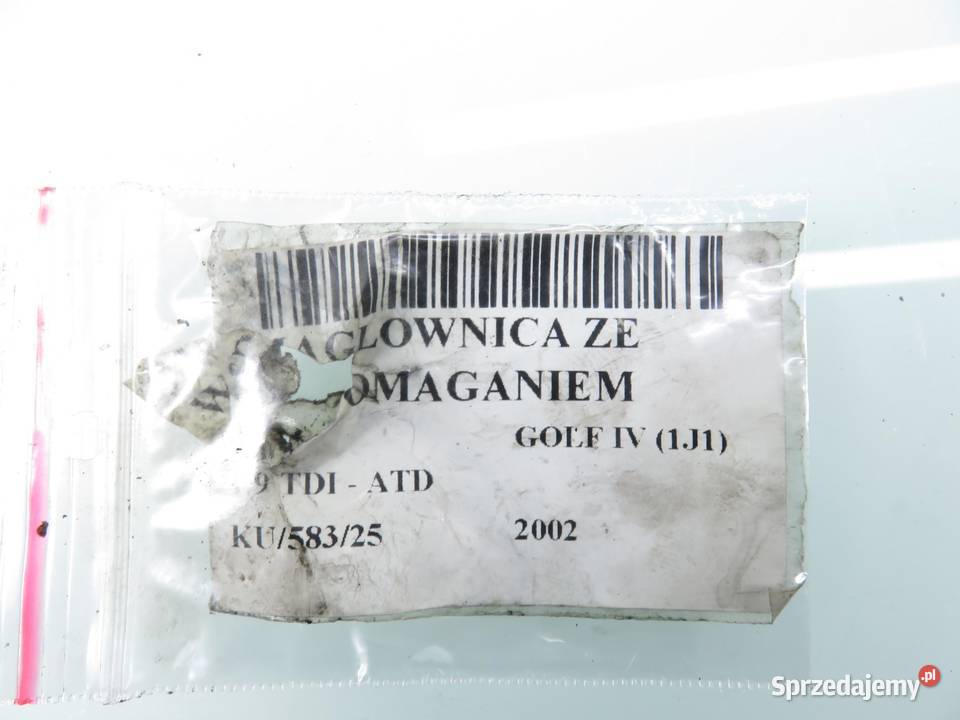 MAGLOWNICA ZE
OMAGANIEM
GOLF IV (1J1)
9 TDI - ATD
KU/583/25 2002
Sprzedajemy.pl